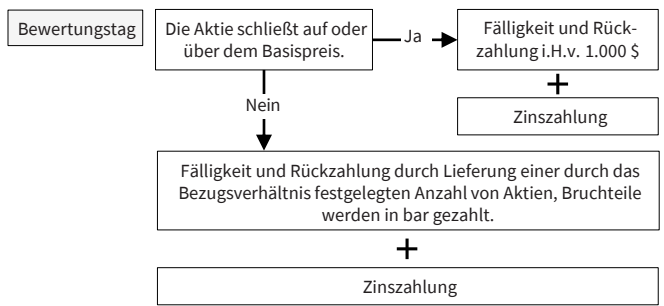 Bewertungstag
Die Aktie schließt auf oder
über dem Basispreis.
Ja
Fälligkeit und Rück-
zahlung i.H.v. 1.000 $
+
Zinszahlung
Nein
Fälligkeit und Rückzahlung durch Lieferung einer durch das
Bezugsverhältnis festgelegten Anzahl von Aktien, Bruchteile
werden in bar gezahlt.
+
Zinszahlung